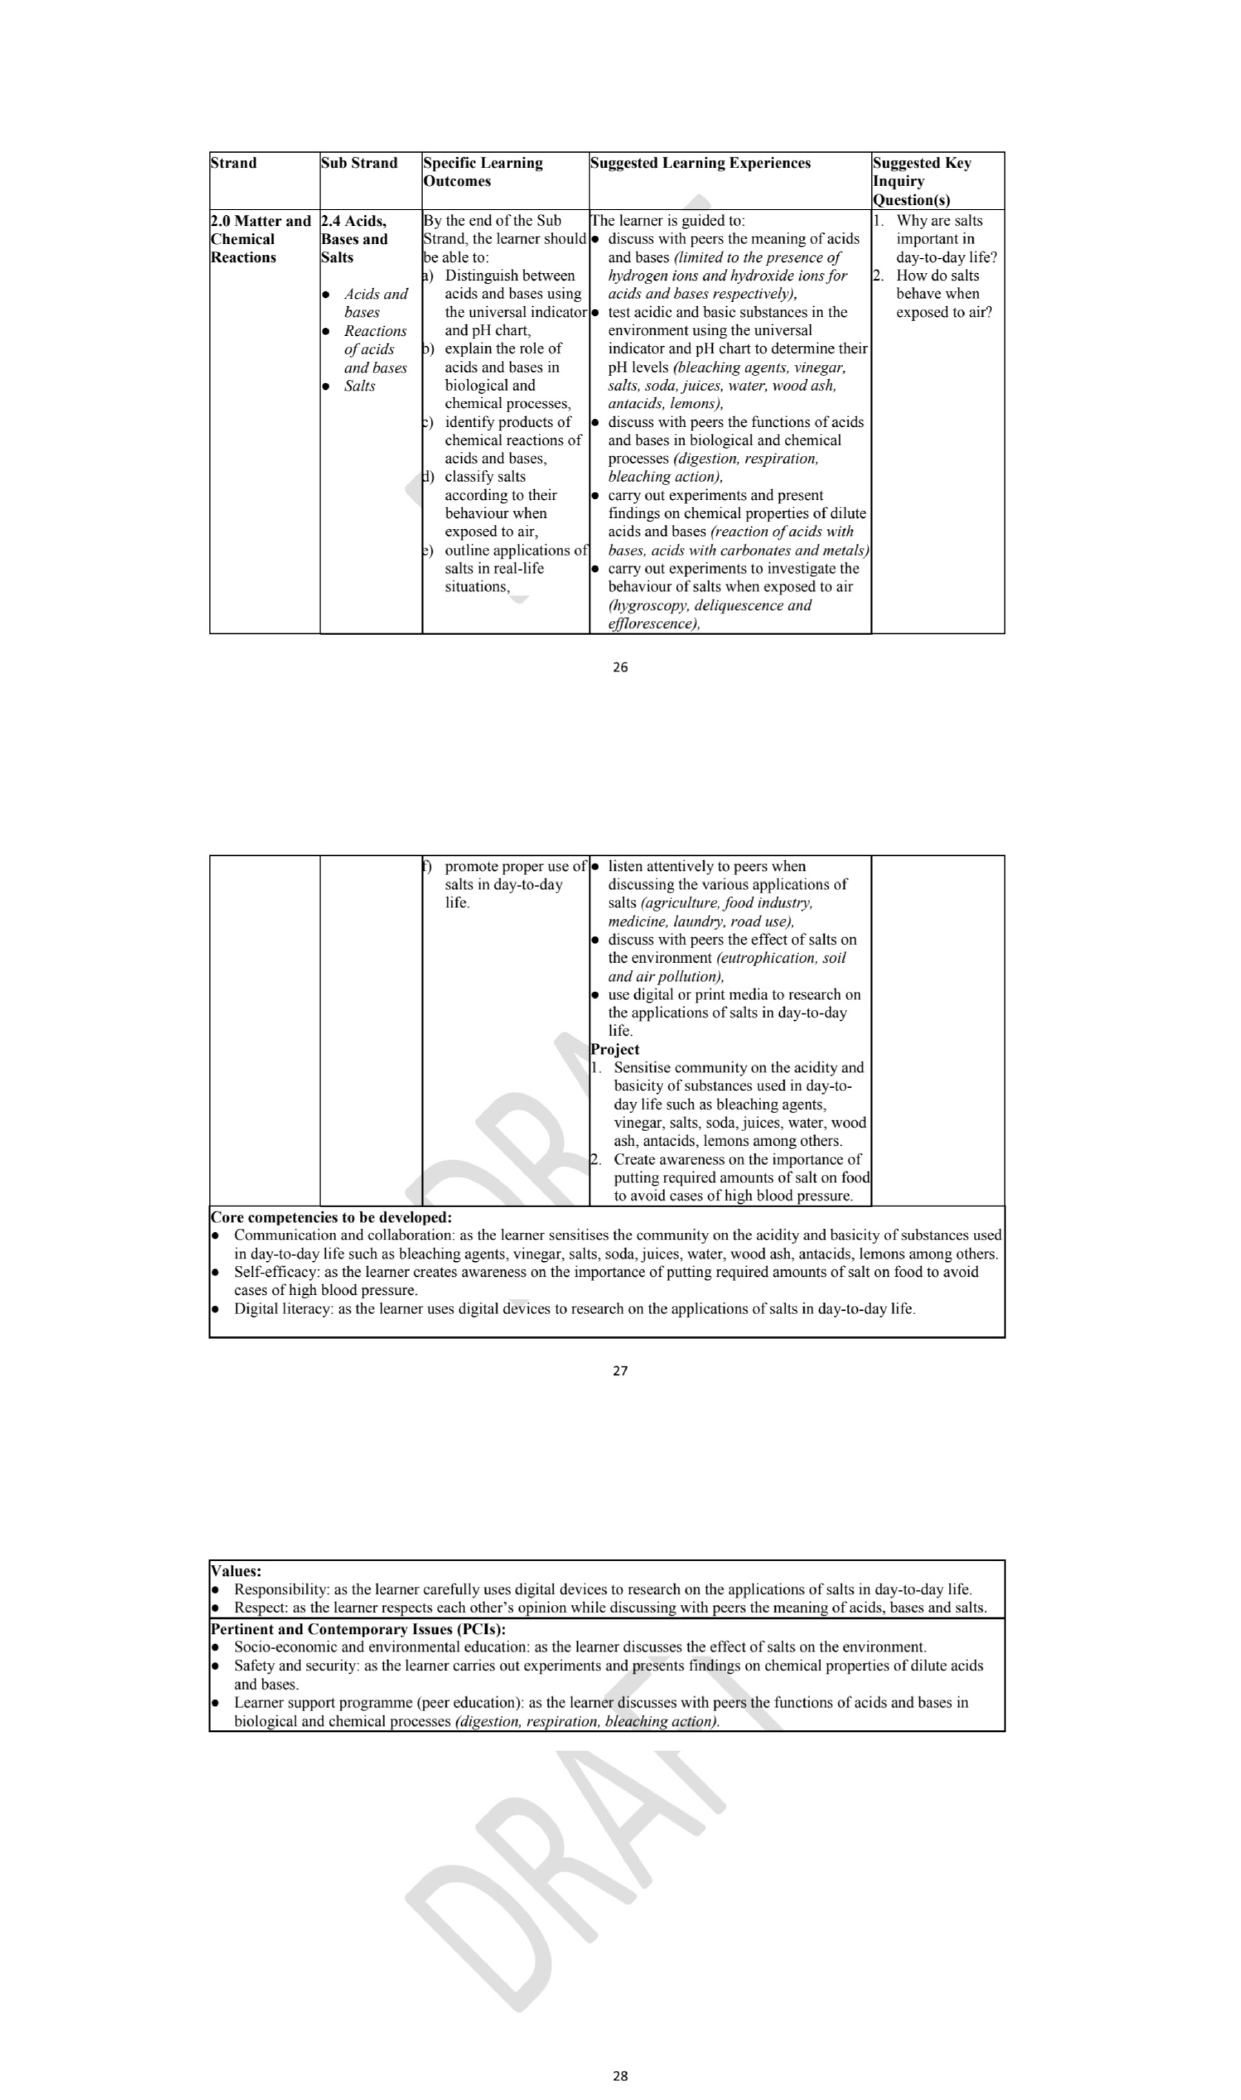 Strand
Sub Strand
Specific Learning
Outcomes
Suggested Learning Experiences
Suggested Key
Inquiry
Question(s)
2.0 Matter and
Chemical
Reactions
2.4 Acids,
Bases and
Salts
● Acids and
bases
● Reactions
of acids
and bases
● Salts
By the end of the Sub
Strand, the learner should
be able to:
a) Distinguish between
acids and bases using
the universal indicator
and pH chart,
b) explain the role of
acids and bases in
biological and
chemical processes,
c) identify products of
chemical reactions of
acids and bases,
d) classify salts
according to their
behaviour when
exposed to air,
e) outline applications of
salts in real-life
situations,
The learner is guided to:
● discuss with peers the meaning of acids
and bases (limited to the presence of
hydrogen ions and hydroxide ions for
acids and bases respectively),
● test acidic and basic substances in the
environment using the universal
indicator and pH chart to determine their
pH levels (bleaching agents, vinegar,
salts, soda, juices, water, wood ash,
antacids, lemons),
● discuss with peers the functions of acids
and bases in biological and chemical
processes (digestion, respiration,
bleaching action),
● carry out experiments and present
findings on chemical properties of dilute
acids and bases (reaction of acids with
bases, acids with carbonates and metals)
● carry out experiments to investigate the
behaviour of salts when exposed to air
(hygroscopy, deliquescence and
efflorescence),
1. Why are salts
important in
day-to-day life?
2. How do salts
behave when
exposed to air?
26
f) promote proper use of
salts in day-to-day
life.
● listen attentively to peers when
discussing the various applications of
salts (agriculture, food industry,
medicine, laundry, road use),
● discuss with peers the effect of salts on
the environment (eutrophication, soil
and air pollution),
● use digital or print media to research on
the applications of salts in day-to-day
life.
Project
1. Sensitise community on the acidity and
basicity of substances used in day-to-
day life such as bleaching agents,
vinegar, salts, soda, juices, water, wood
ash, antacids, lemons among others.
2. Create awareness on the importance of
putting required amounts of salt on food
to avoid cases of high blood pressure.
Core competencies to be developed:
● Communication and collaboration: as the learner sensitises the community on the acidity and basicity of substances used
in day-to-day life such as bleaching agents, vinegar, salts, soda, juices, water, wood ash, antacids, lemons among others.
● Self-efficacy: as the learner creates awareness on the importance of putting required amounts of salt on food to avoid
cases of high blood pressure.
● Digital literacy: as the learner uses digital devices to research on the applications of salts in day-to-day life.
27
Values:
● Responsibility: as the learner carefully uses digital devices to research on the applications of salts in day-to-day life.
● Respect: as the learner respects each other’s opinion while discussing with peers the meaning of acids, bases and salts.
Pertinent and Contemporary Issues (PCIs):
● Socio-economic and environmental education: as the learner discusses the effect of salts on the environment.
● Safety and security: as the learner carries out experiments and presents findings on chemical properties of dilute acids
and bases.
● Learner support programme (peer education): as the learner discusses with peers the functions of acids and bases in
biological and chemical processes (digestion, respiration, bleaching action).
DRAFT
28